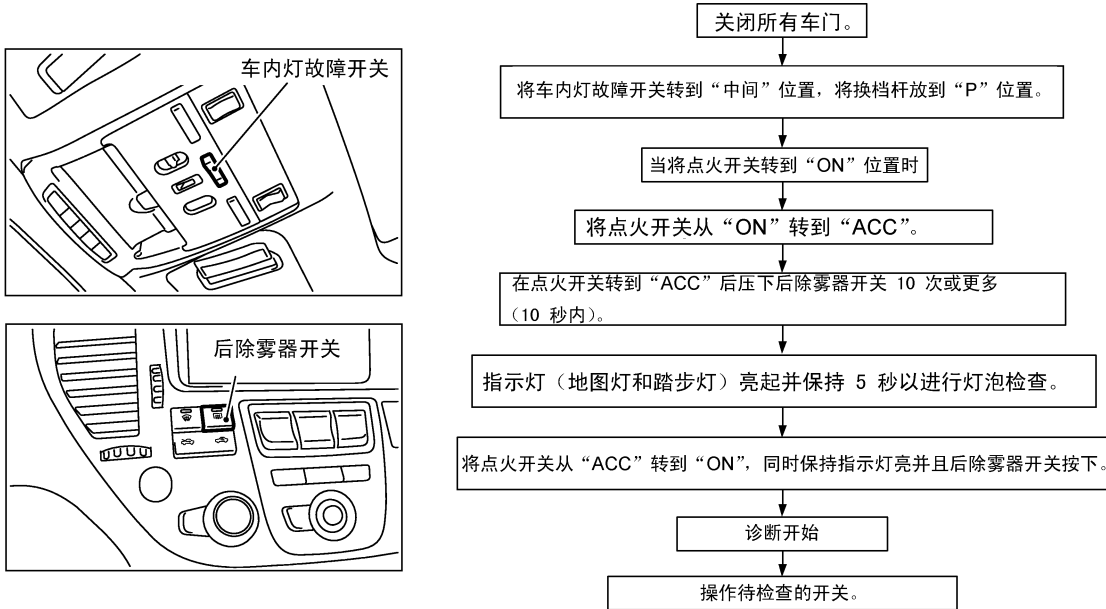 车内灯故障开关
后除雾器开关
关闭所有车门。
将车内灯故障开关转到“中间”位置，将换档杆放到“P”位置。
当将点火开关转到“ON”位置时
将点火开关从“ON”转到“ACC”。
在点火开关转到“ACC”后压下后除雾器开关 10 次或更多
（10 秒内）。
指示灯（地图灯和踏步灯）亮起并保持 5 秒以进行灯泡检查。
将点火开关从“ACC”转到“ON”，同时保持指示灯亮并且后除雾器开关按下。
诊断开始
操作待检查的开关。